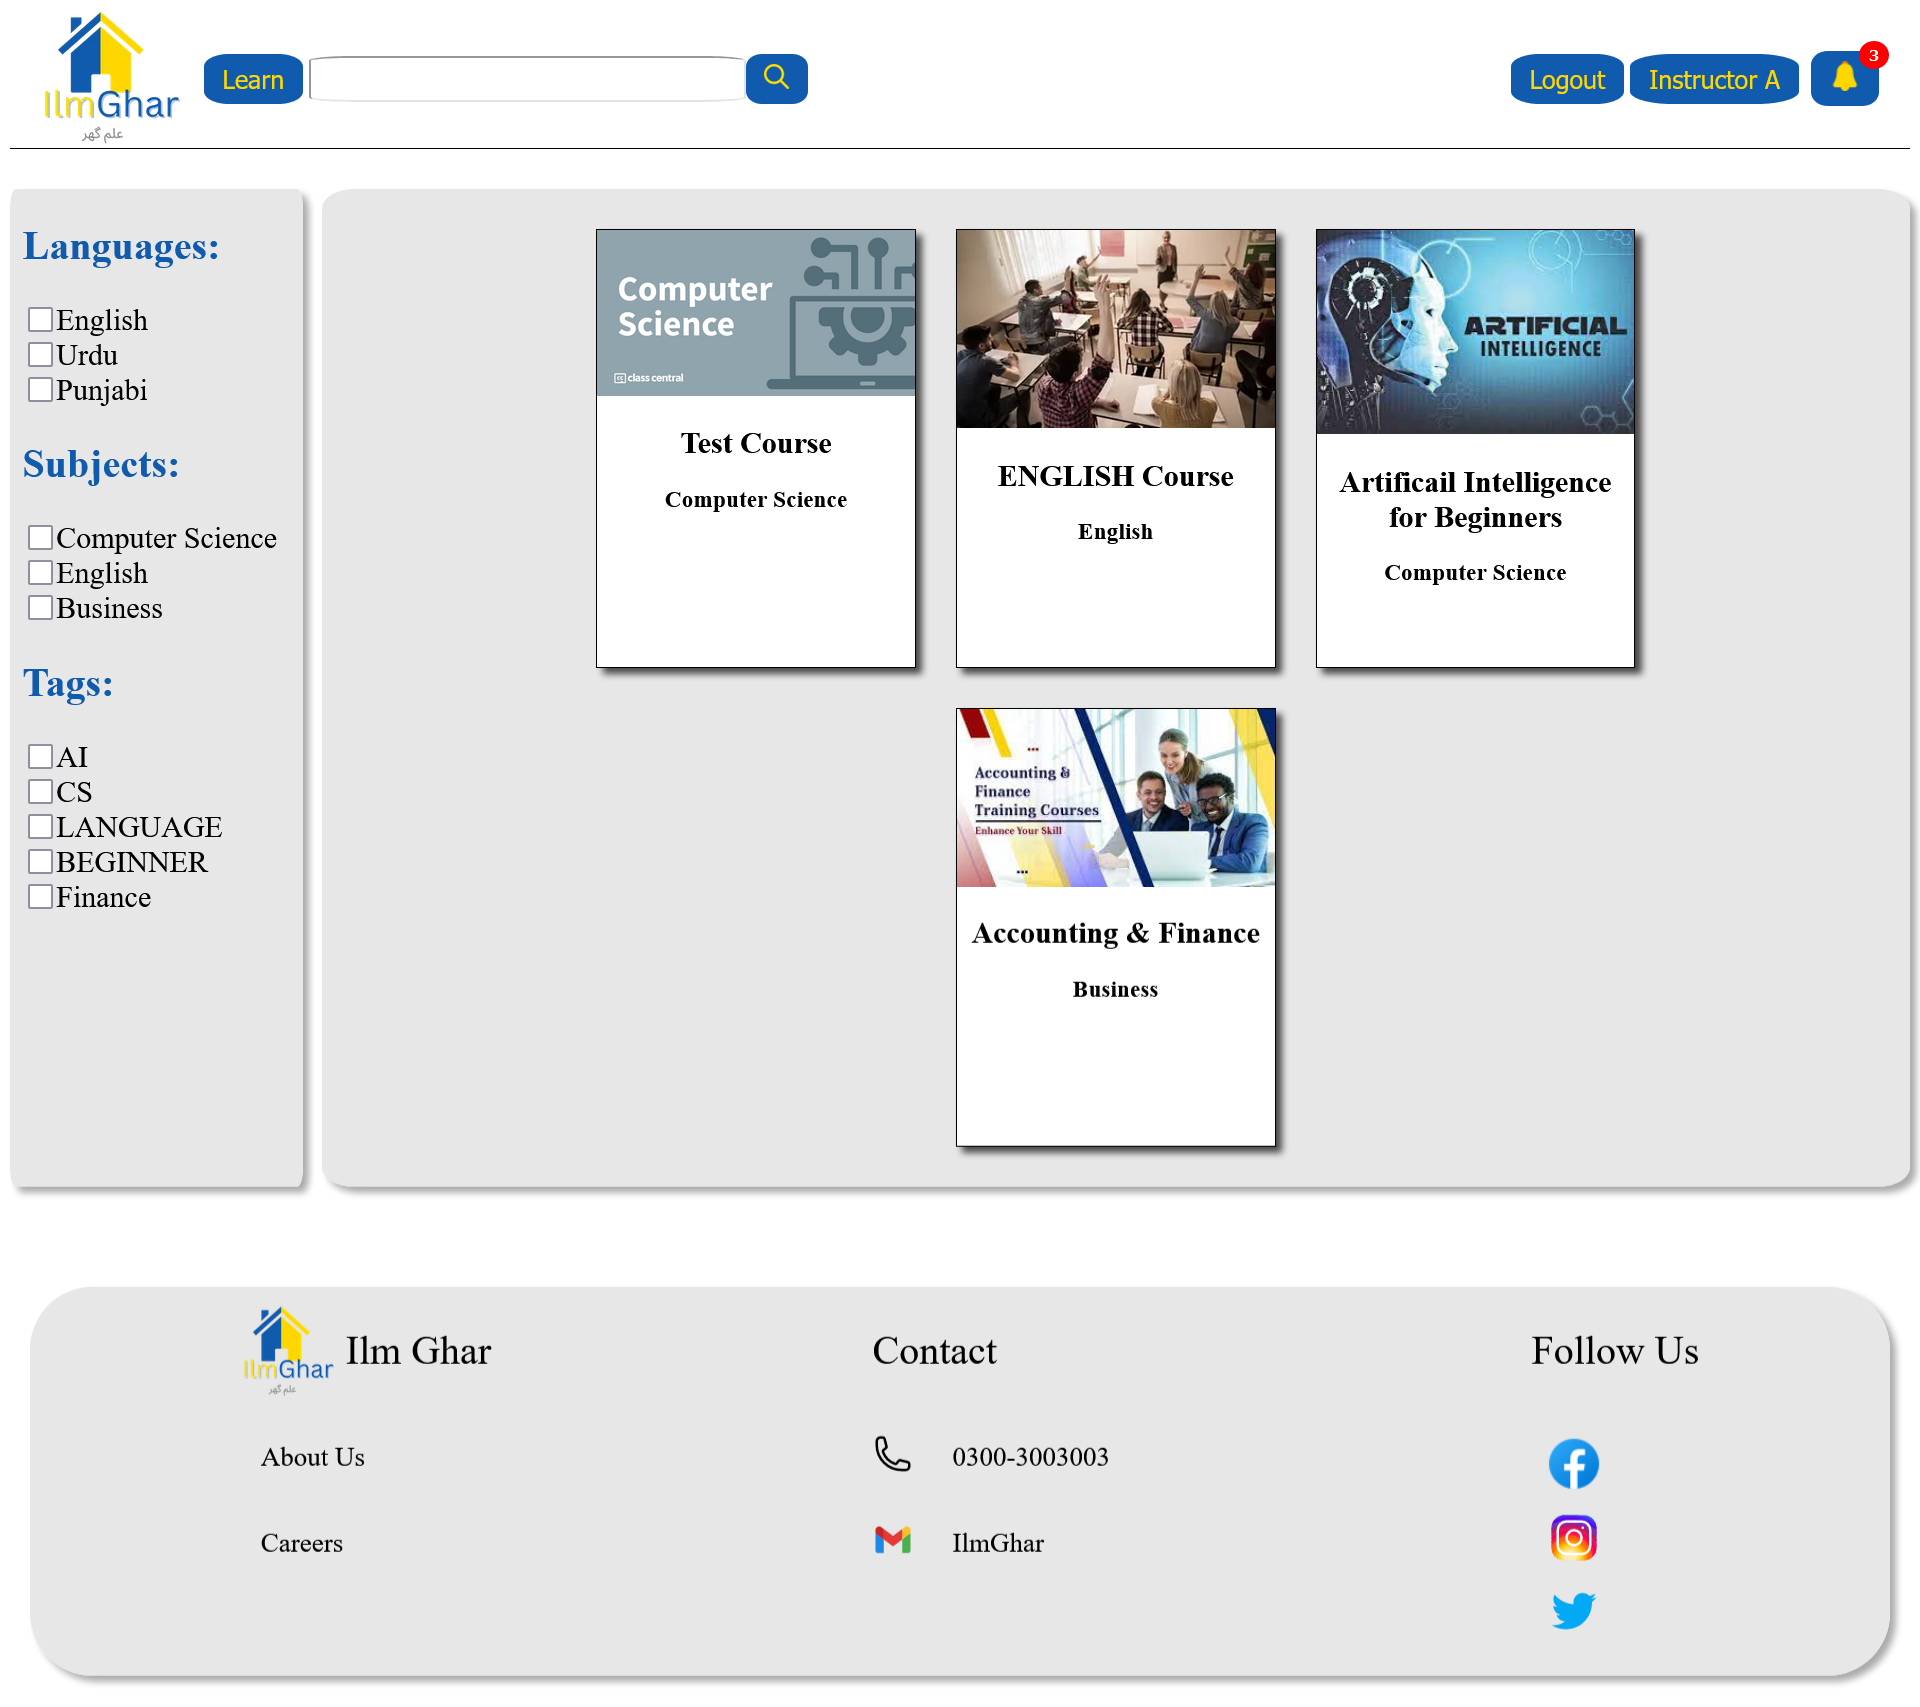 IlmGhar
علم گھر
Learn
Logout
Instructor A
3
Languages:
English
Urdu
Punjabi
Subjects:
Computer Science
English
Business
Tags:
AI
CS
LANGUAGE
BEGINNER
Finance
Computer
Science
cc class central
Test Course
Computer Science
ENGLISH Course
English
ARTIFICIAL
INTELLIGENCE
Artificail Intelligence
for Beginners
Computer Science
Accounting &
Finance
Training Courses
Enhance Your Skill
Accounting & Finance
Business
IlmGhar
علم گھر
Ilm Ghar
About Us
Careers
Contact
0300-3003003
IlmGhar
Follow Us